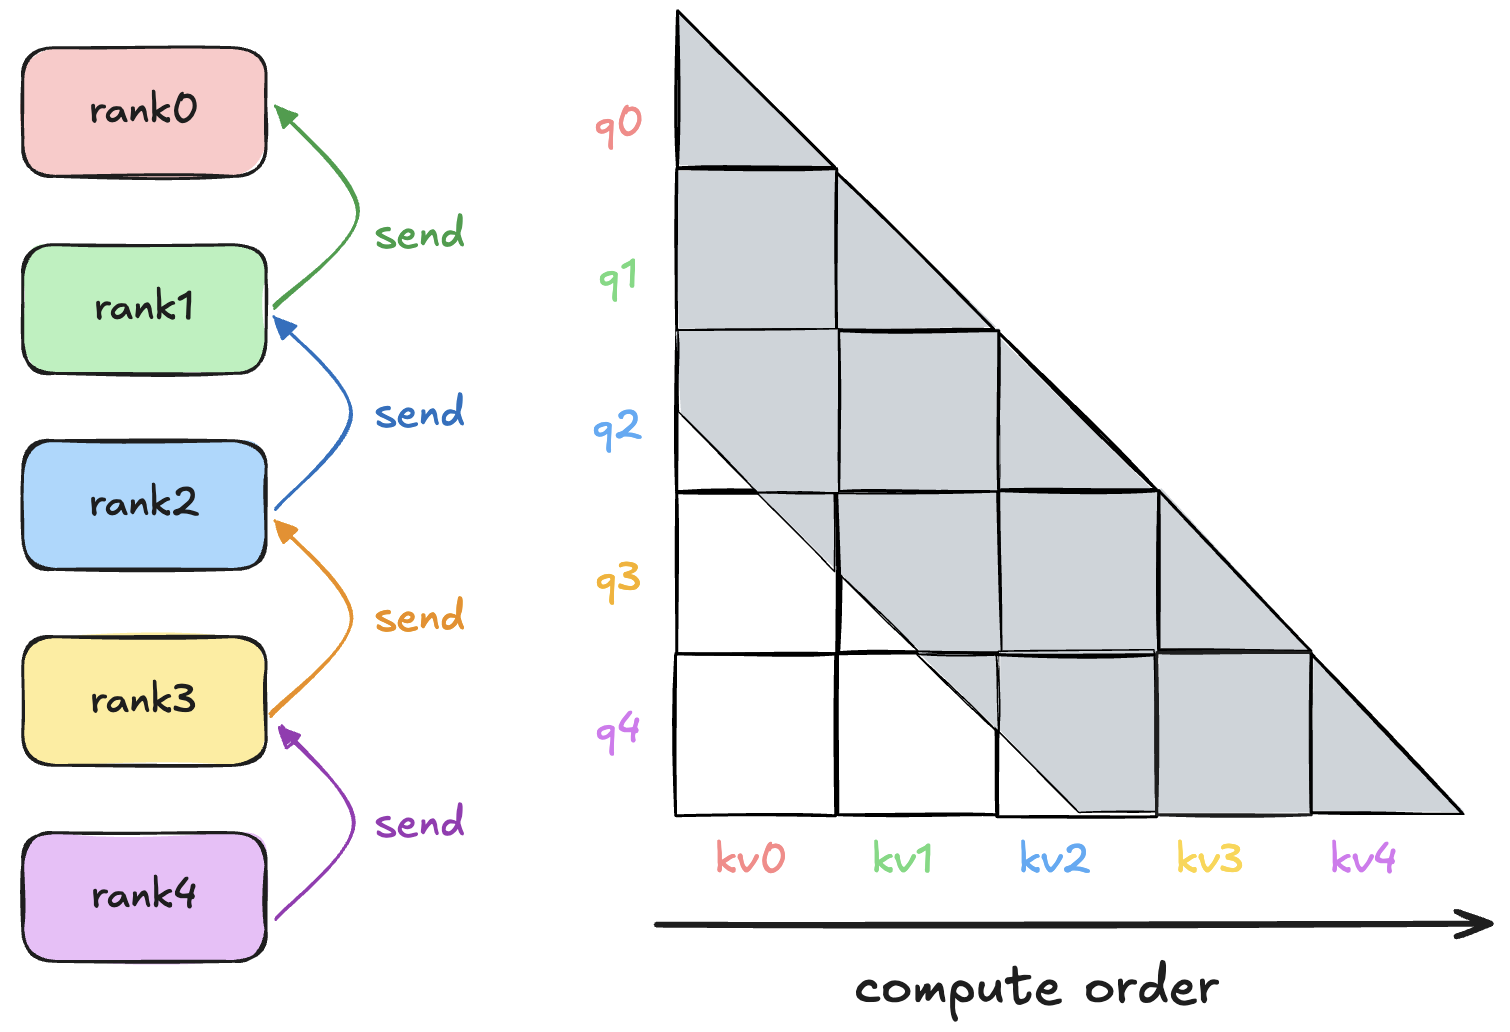 rank0
send
rank1
send
rank2
send
rank3
send
rank4
q0
q1
q2
q3
q4
kv0 kv1 kv2 kv3 kv4
compute order